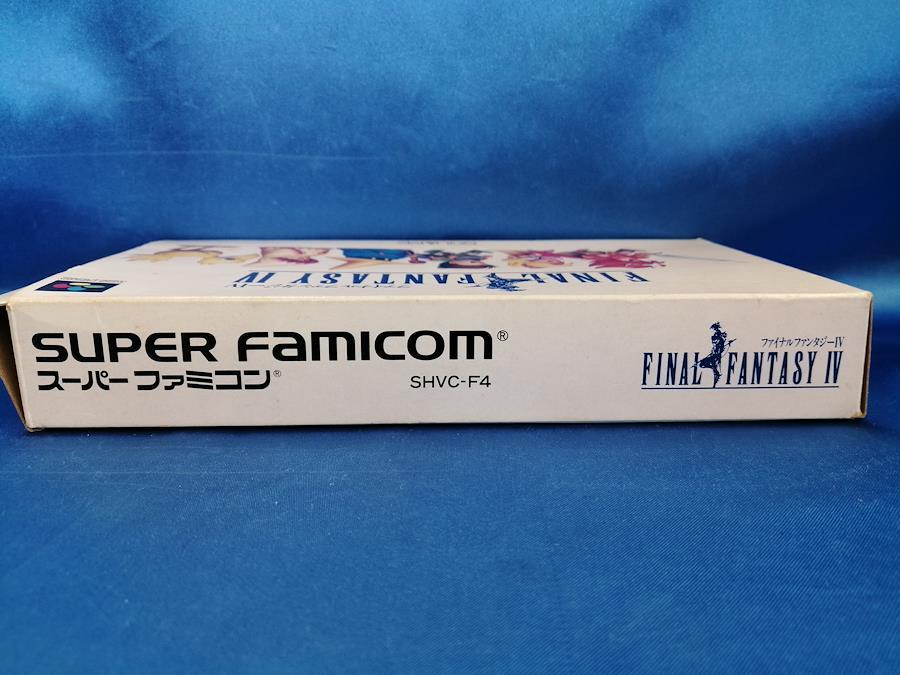 FINAL FANTASY IV
SUPER FAMICOM®
スーパーファミコン®
SHVC-F4
ファイナルファンタジーIV
FINAL FANTASY IV